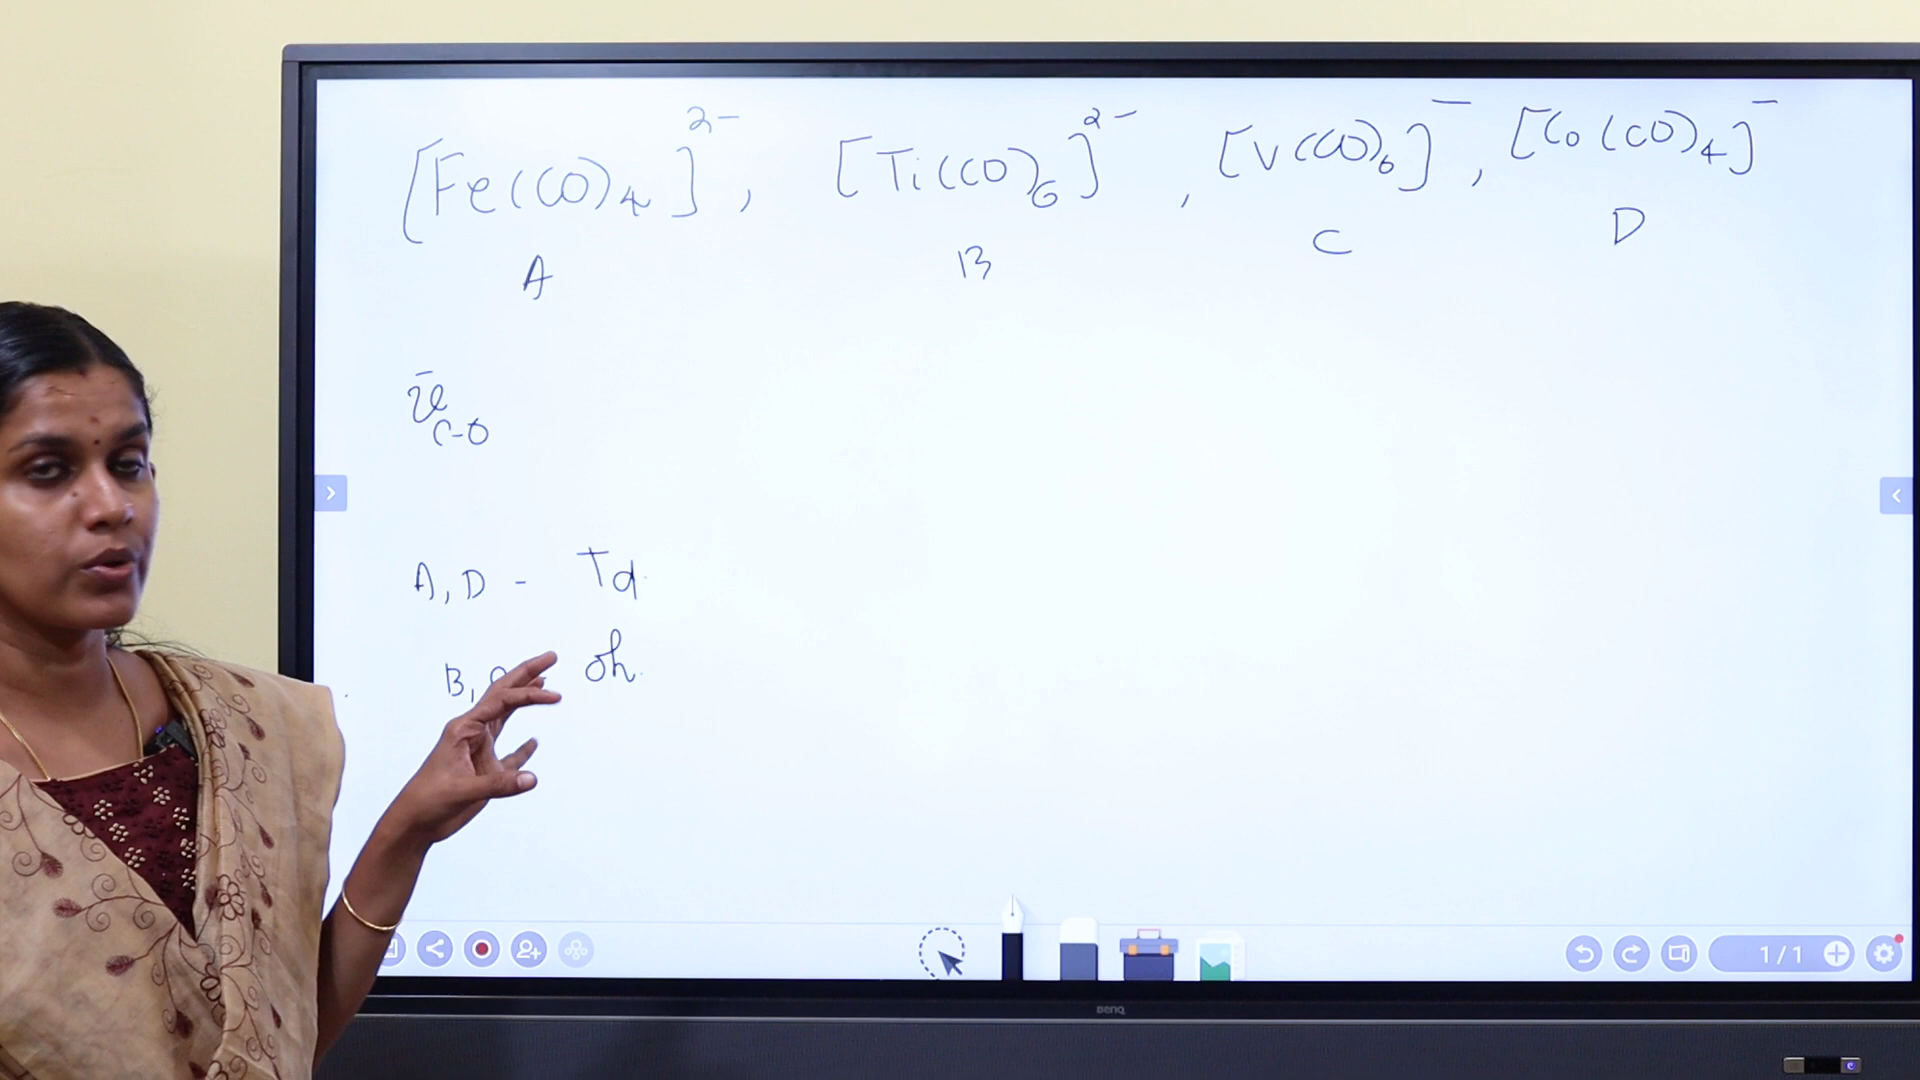 [Fe(CO)₄]²⁻ , [Ti(CO)₆]²⁻ , [V(CO)₆]⁻ , [Co(CO)₄]⁻
A B C D
ν̄
C-O
A, D - Td.
B, Oh.
1/1
BenQ